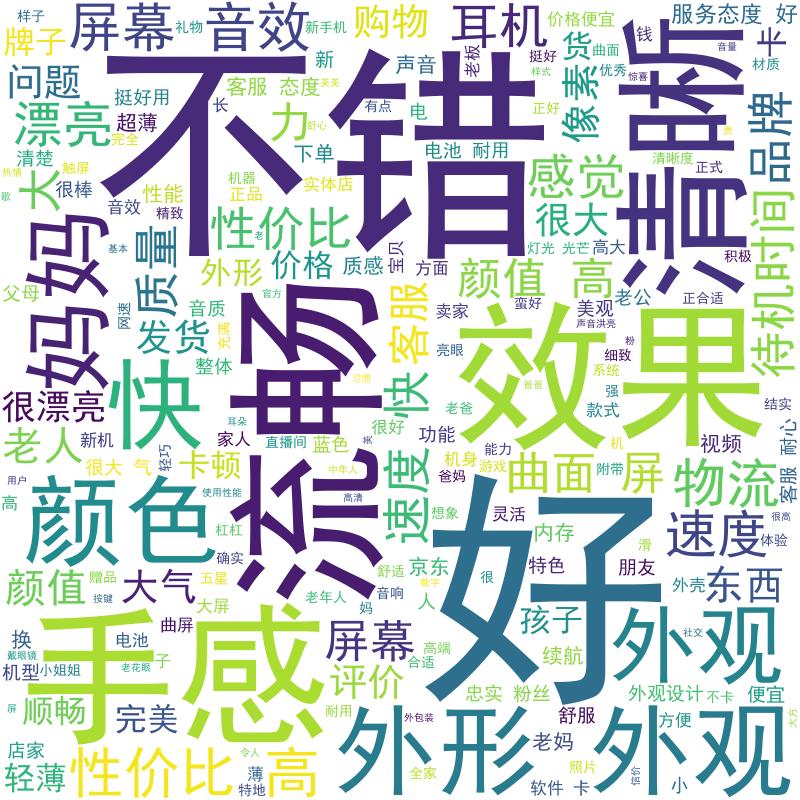 样子
屏幕
音效
礼物
新手机
购物
耳机
价格便宜
服务态度 好
牌子
新
声音
老板
挺好
货
曲面
钱
音量
卡
材质
不错
清晰
问题
客服 态度
美美
样式
优秀
惊喜
挺好用
长
有点
电
正好
像素
品牌
漂亮
超薄
完全
力
舒心
下单
电池 耐用
清楚
触屏
机器
清晰度
正式
贵
热情
大
很棒
性能
正品
实体店
感觉
歌
音效
精致
性价比
老
很大
待机时间
妈妈
基本
质量
宝贝
方面
灯光 光芒
高大
积极
外形
价格
质感
颜值 高
老公
正合适
父母
网速
音质
官方
客服
卖家
蛮好
美观
发货
充满
流畅
声音洪亮
亮眼
效果
粉
细致
整体
系统
很漂亮
快
习惯
快
爸爸
老爸
强
款式
结实
耳朵
很好
功能
老人
新机
家人
直播间
蓝色
美
机
视频
耐心
很大 气
轻巧
卡顿
中年人
速度
机身
能力
曲面 屏
附带
物流
客服
爸妈
游戏
用户
高
颜色
使用性能
高清
好
想象
灵活
很高
杠杠
内存
滑
速度
体验
确实
京东
特色
朋友
舒适
很
颜值
赠品
五星
大气
数字
外壳
东西
按键
大屏
老年人
音响
人
妈
孩子
手感
曲屏
外观
换
电池
屏幕
高端
社交
戴眼镜
合适
续航
机型
小姐姐
老花眼
子
评价
忠实 粉丝
外观设计
不卡
便宜
屏
顺畅
完美
耐用
外形
外包装
舒服
外观
方便
大方
店家
令人
老妈
轻薄
性价比 高
薄
全家
照片
信价
特地
软件 卡
小